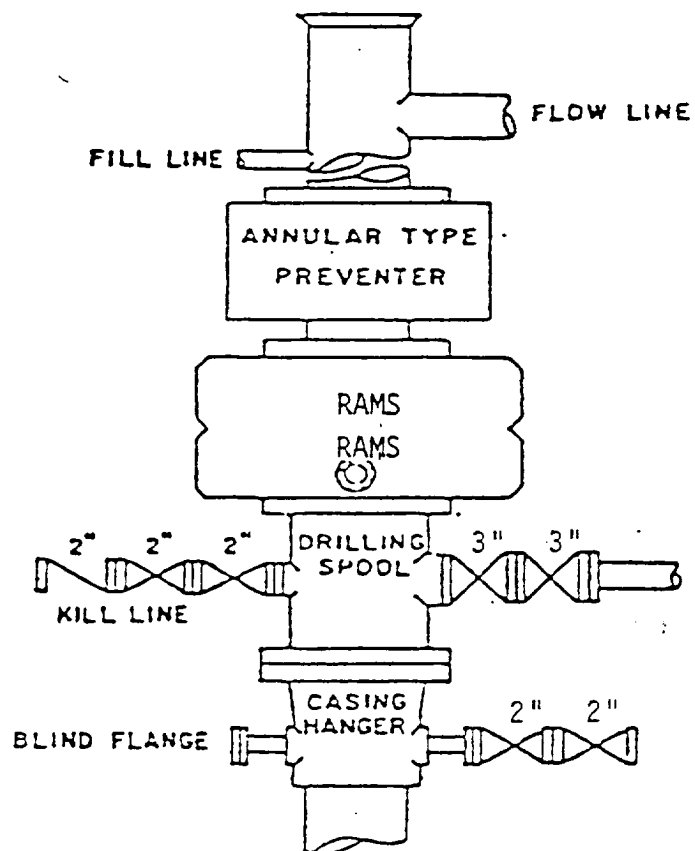 FLOW LINE
FILL LINE
ANNULAR TYPE
PREVENTER
RAMS
RAMS
2" 2" 2"
DRILLING
SPOOL
3" 3"
KILL LINE
CASING
HANGER
2" 2"
BLIND FLANGE